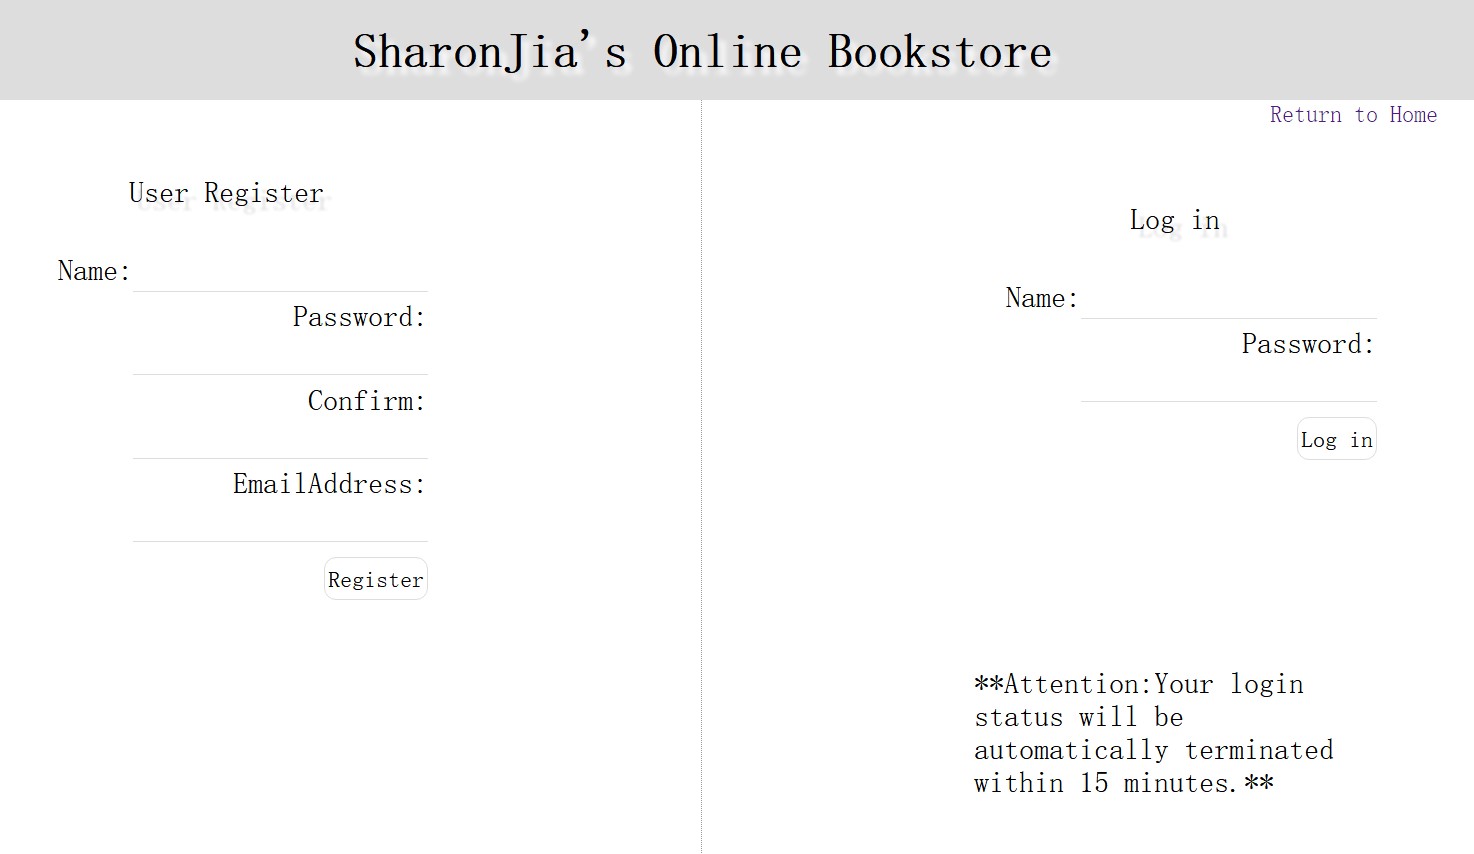 SharonJia's Online Bookstore
Return to Home
User Register
Name:
Password:
Confirm:
EmailAddress:
Register
Log in
Name:
Password:
Log in
**Attention:Your login
status will be
automatically terminated
within 15 minutes.**